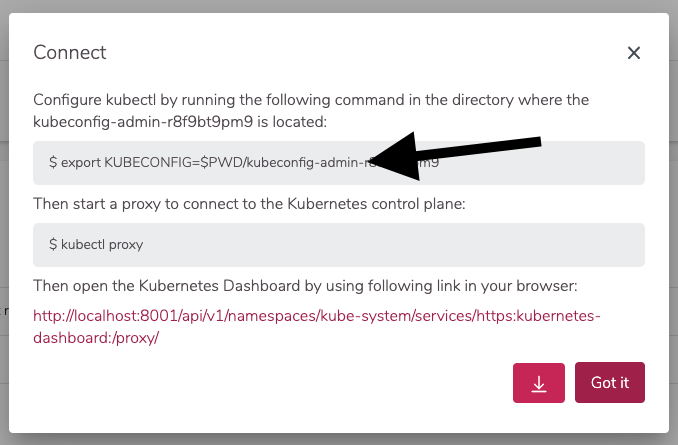 Connect
Configure kubectl by running the following command in the directory where the
kubeconfig-admin-r8f9bt9pm9 is located:
$ export KUBECONFIG=$PWD/kubeconfig-admin-
Then start a proxy to connect to the Kubernetes control plane:
$ kubectl proxy
Then open the Kubernetes Dashboard by using following link in your browser:
http://localhost:8001/api/v1/namespaces/kube-system/services/https:kubernetes-
dashboard:/proxy/
Got it